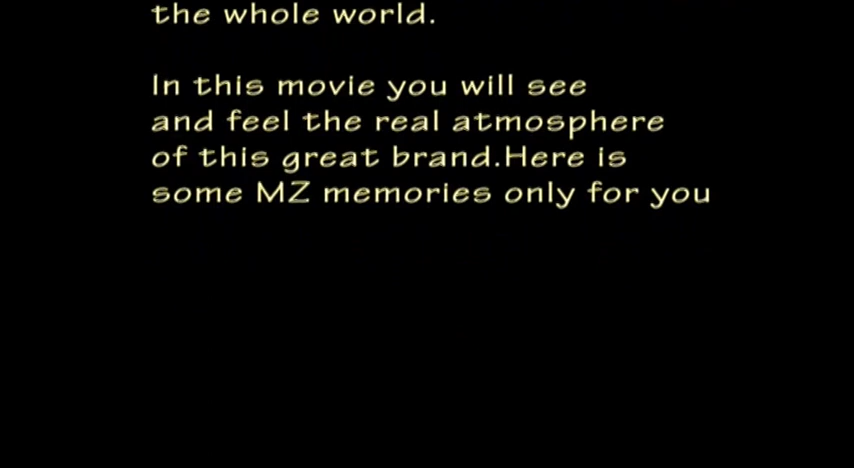 the whole world.
In this movie you will see
and feel the real atmosphere
of this great brand.Here is
some MZ memories only for you